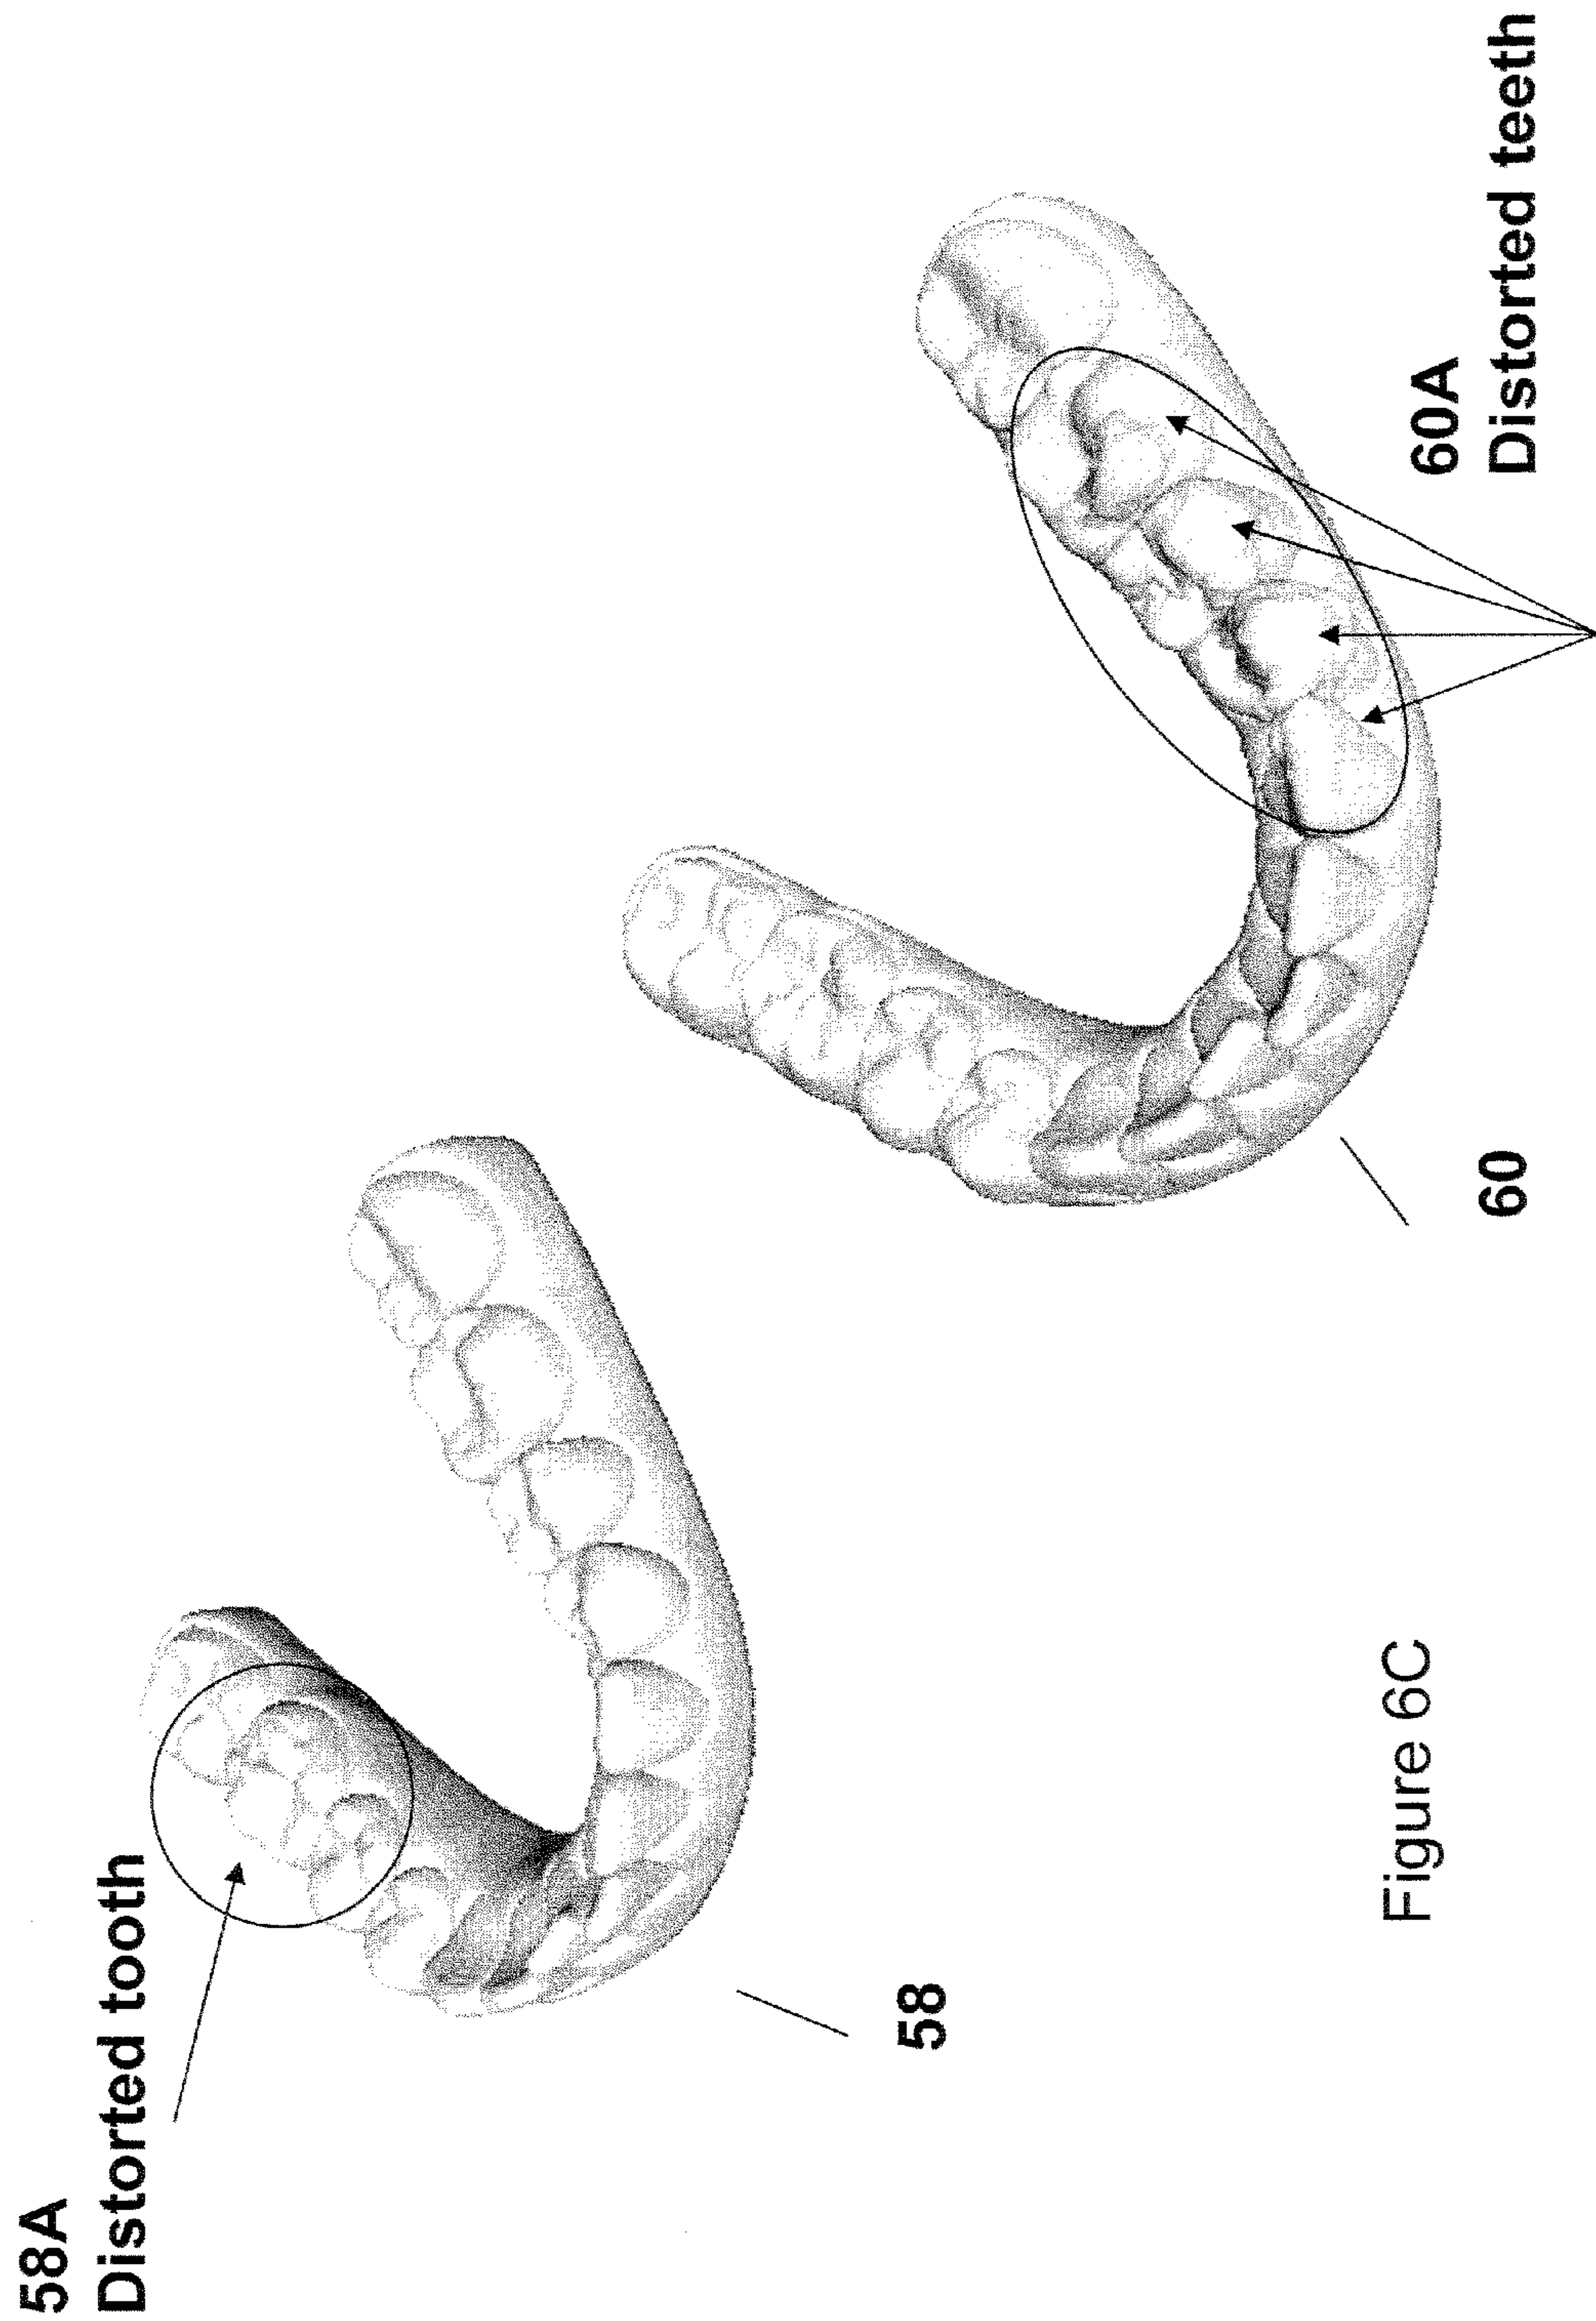 58A
Distorted tooth
58
60
60A
Distorted teeth
Figure 6C